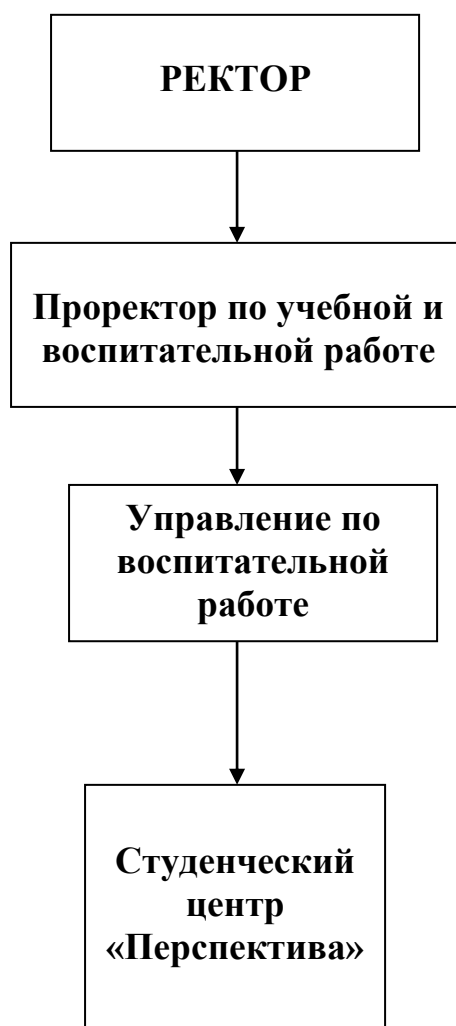 РЕКТОР
Проректор по учебной и
воспитательной работе
Управление по
воспитательной
работе
Студенческий
центр
«Перспектива»